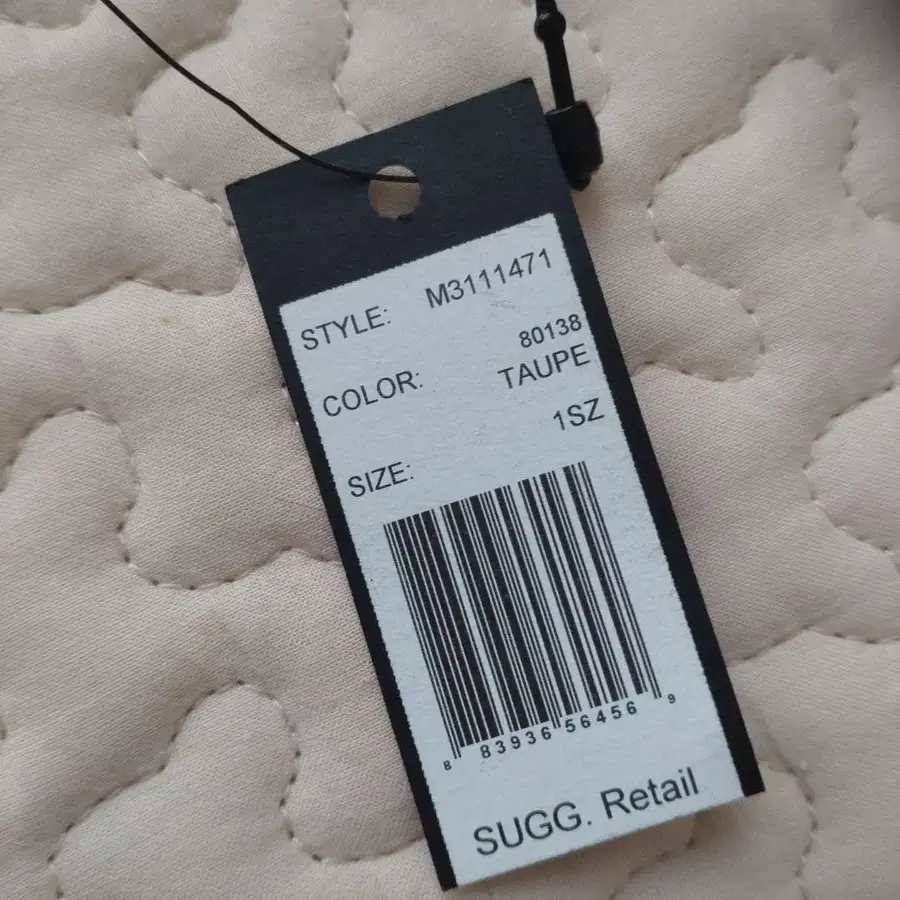 STYLE: M3111471
80138
COLOR: TAUPE
1SZ
SIZE:
8 83936 56456 9
SUGG. Retail